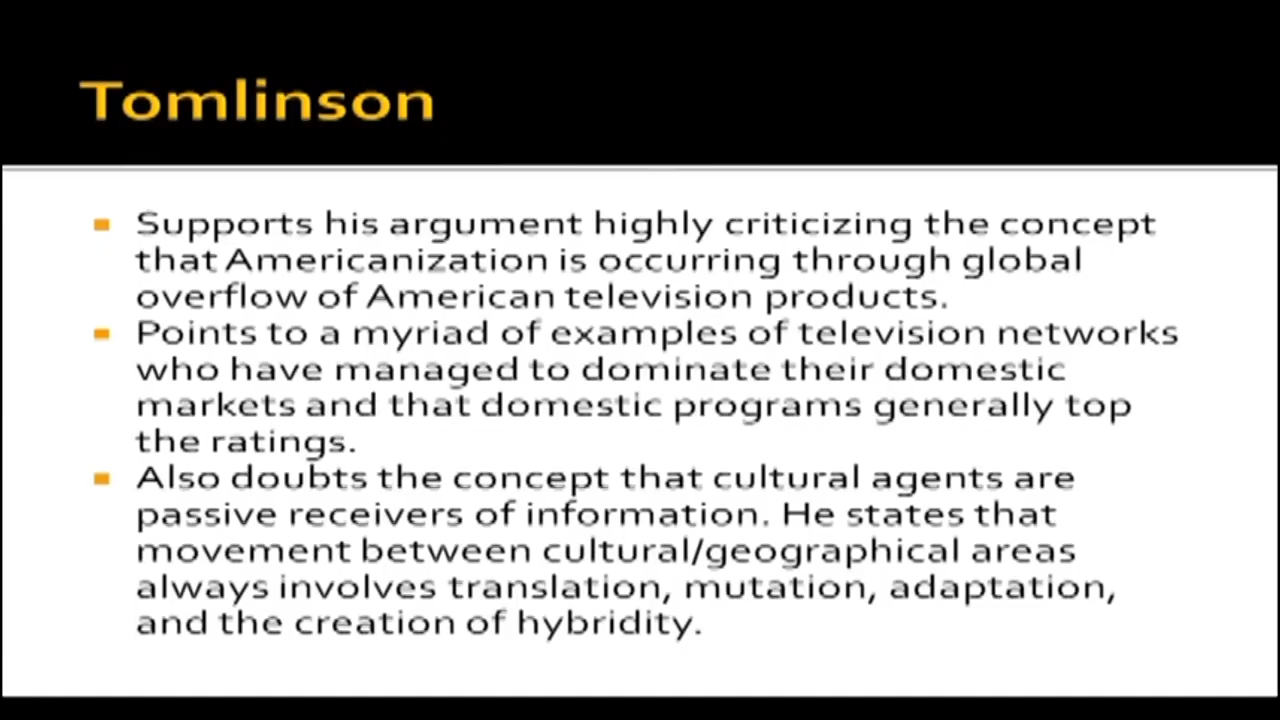 Tomlinson
Supports his argument highly criticizing the concept
that Americanization is occurring through global
overflow of American television products.
Points to a myriad of examples of television networks
who have managed to dominate their domestic
markets and that domestic programs generally top
the ratings.
Also doubts the concept that cultural agents are
passive receivers of information. He states that
movement between cultural/geographical areas
always involves translation, mutation, adaptation,
and the creation of hybridity.